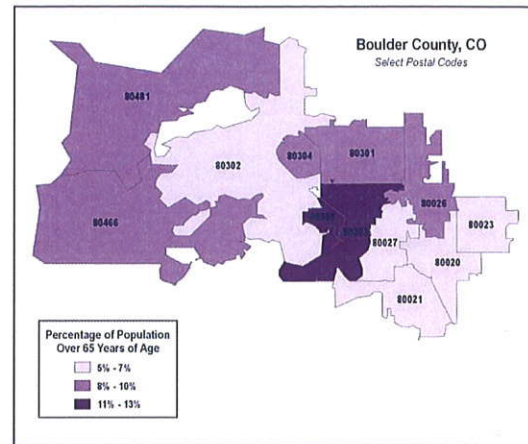 Boulder County, CO
Select Postal Codes
80481
80302
80304
80301
80466
80026
80023
80303
80027
80020
80021
Percentage of Population
Over 65 Years of Age
5% - 7%
8% - 10%
11% - 13%